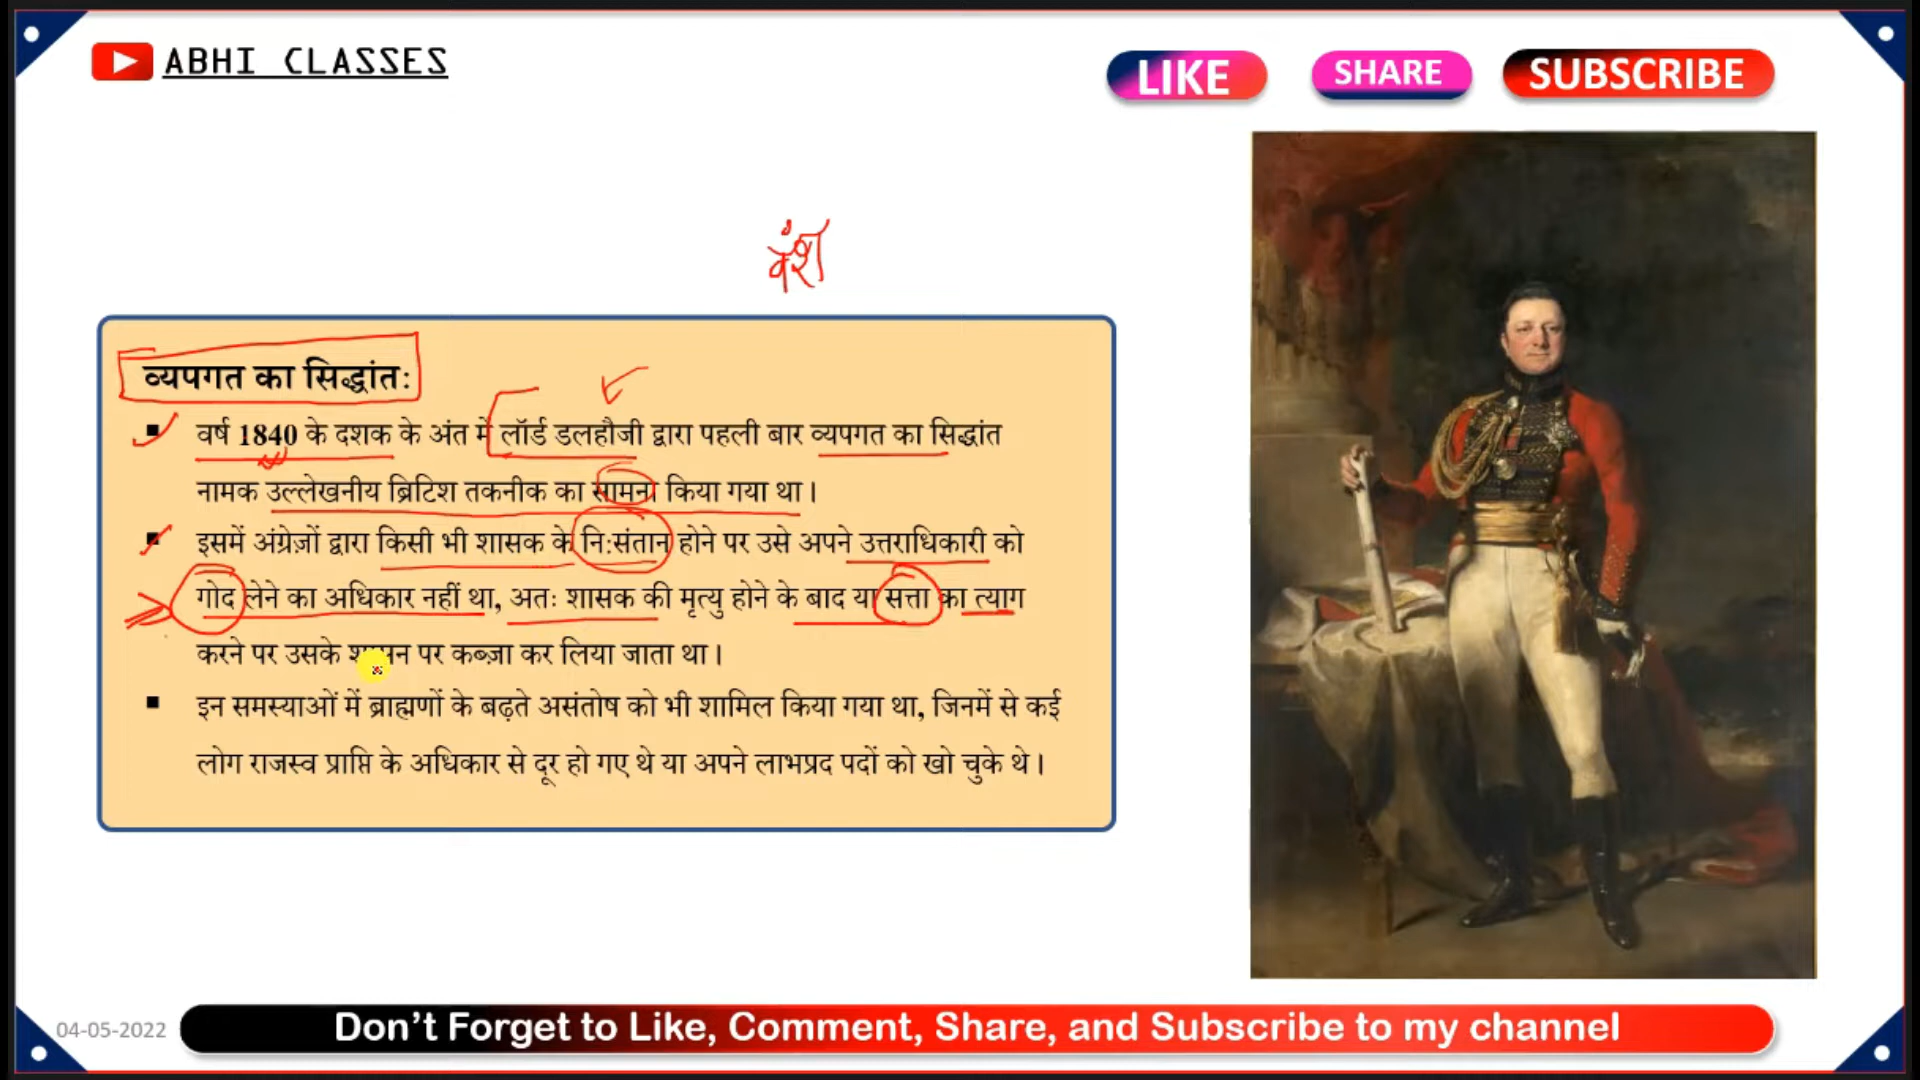 ABHI CLASSES
LIKE
SHARE
SUBSCRIBE
वंश
व्यपगत का सिद्धांतः
▪ वर्ष 1840 के दशक के अंत में लॉर्ड डलहौजी द्वारा पहली बार व्यपगत का सिद्धांत
नामक उल्लेखनीय ब्रिटिश तकनीक का सामना किया गया था।
▪ इसमें अंग्रेज़ों द्वारा किसी भी शासक के नि:संतान होने पर उसे अपने उत्तराधिकारी को
गोद लेने का अधिकार नहीं था, अतः शासक की मृत्यु होने के बाद या सत्ता का त्याग
करने पर उसके शासन पर कब्ज़ा कर लिया जाता था।
▪ इन समस्याओं में ब्राह्मणों के बढ़ते असंतोष को भी शामिल किया गया था, जिनमें से कई
लोग राजस्व प्राप्ति के अधिकार से दूर हो गए थे या अपने लाभप्रद पदों को खो चुके थे।
04-05-2022
Don't Forget to Like, Comment, Share, and Subscribe to my channel